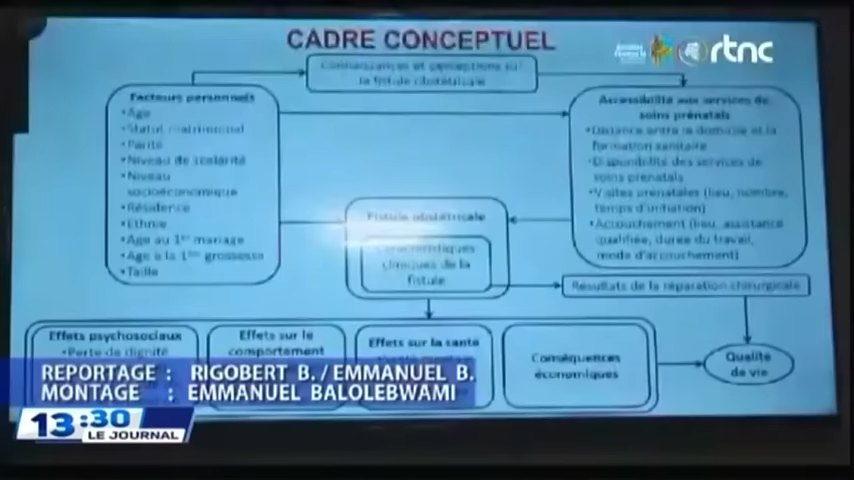 CADRE CONCEPTUEL
rtnc
Connaissances et perceptions sur
la fistule obstétricale
Facteurs personnels
•Age
•Statut matrimonial
•Parité
•Niveau de scolarité
•Niveau
socioéconomique
•Résidence
•Ethnie
•Age au 1er mariage
•Age à la 1ère grossesse
•Taille
Accessibilité aux services de
soins prénatals
•Distance entre le domicile et la
formation sanitaire
•Disponibilité des services de
soins prénatals
•Visites prénatales (lieu, nombre,
temps d'initiation)
•Accouchement (lieu, assistance
qualifiée, durée du travail,
mode d'accouchement)
Fistule obstétricale
Caractéristiques
cliniques de la
fistule
Résultats de la réparation chirurgicale
Effets psychosociaux
•Perte de dignité
Effets sur le
comportement
Effets sur la santé
Conséquences
économiques
Qualité
de vie
REPORTAGE : RIGOBERT B. / EMMANUEL B.
MONTAGE : EMMANUEL BALOLEBWAMI
13:30
LE JOURNAL